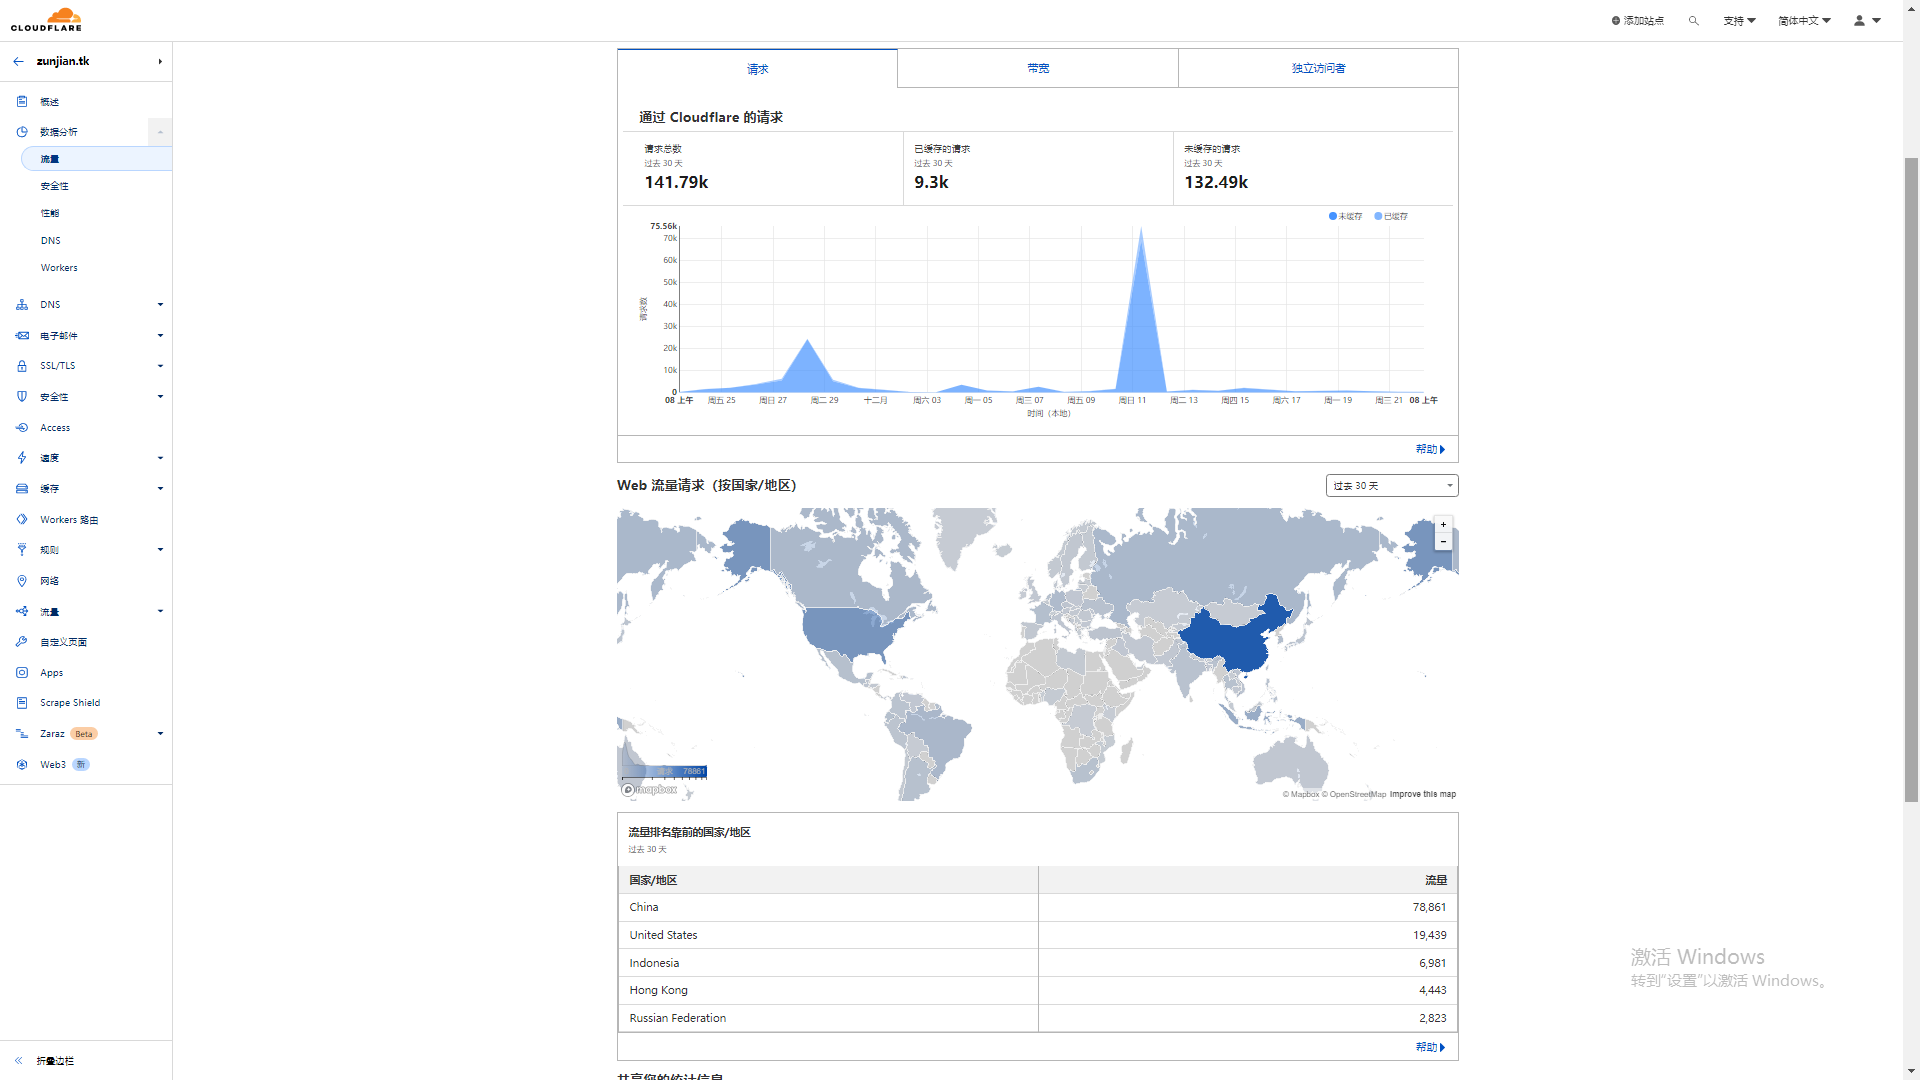 CLOUDFLARE
添加站点
支持
简体中文
zunjian.tk
概述
数据分析
流量
安全性
性能
DNS
Workers
DNS
电子邮件
SSL/TLS
安全性
Access
速度
缓存
Workers 路由
规则
网络
流量
自定义页面
Apps
Scrape Shield
Zaraz Beta
Web3 新
折叠边栏
请求
带宽
独立访问者
通过 Cloudflare 的请求
请求总数
过去 30 天
141.79k
已缓存的请求
过去 30 天
9.3k
未缓存的请求
过去 30 天
132.49k
未缓存 已缓存
75.56k
70k
60k
50k
40k
30k
20k
10k
0
请求数
08 上午 周五 25 周日 27 周二 29 十二月 周六 03 周一 05 周三 07 周五 09 周日 11 周二 13 周四 15 周六 17 周一 19 周三 21 08 上午
时间（本地）
帮助
Web 流量请求（按国家/地区）
过去 30 天
+
−
78861
mapbox
© Mapbox © OpenStreetMap Improve this map
流量排名靠前的国家/地区
过去 30 天
国家/地区 流量
China 78,861
United States 19,439
Indonesia 6,981
Hong Kong 4,443
Russian Federation 2,823
帮助
共享您的统计信息
激活 Windows
转到“设置”以激活 Windows。